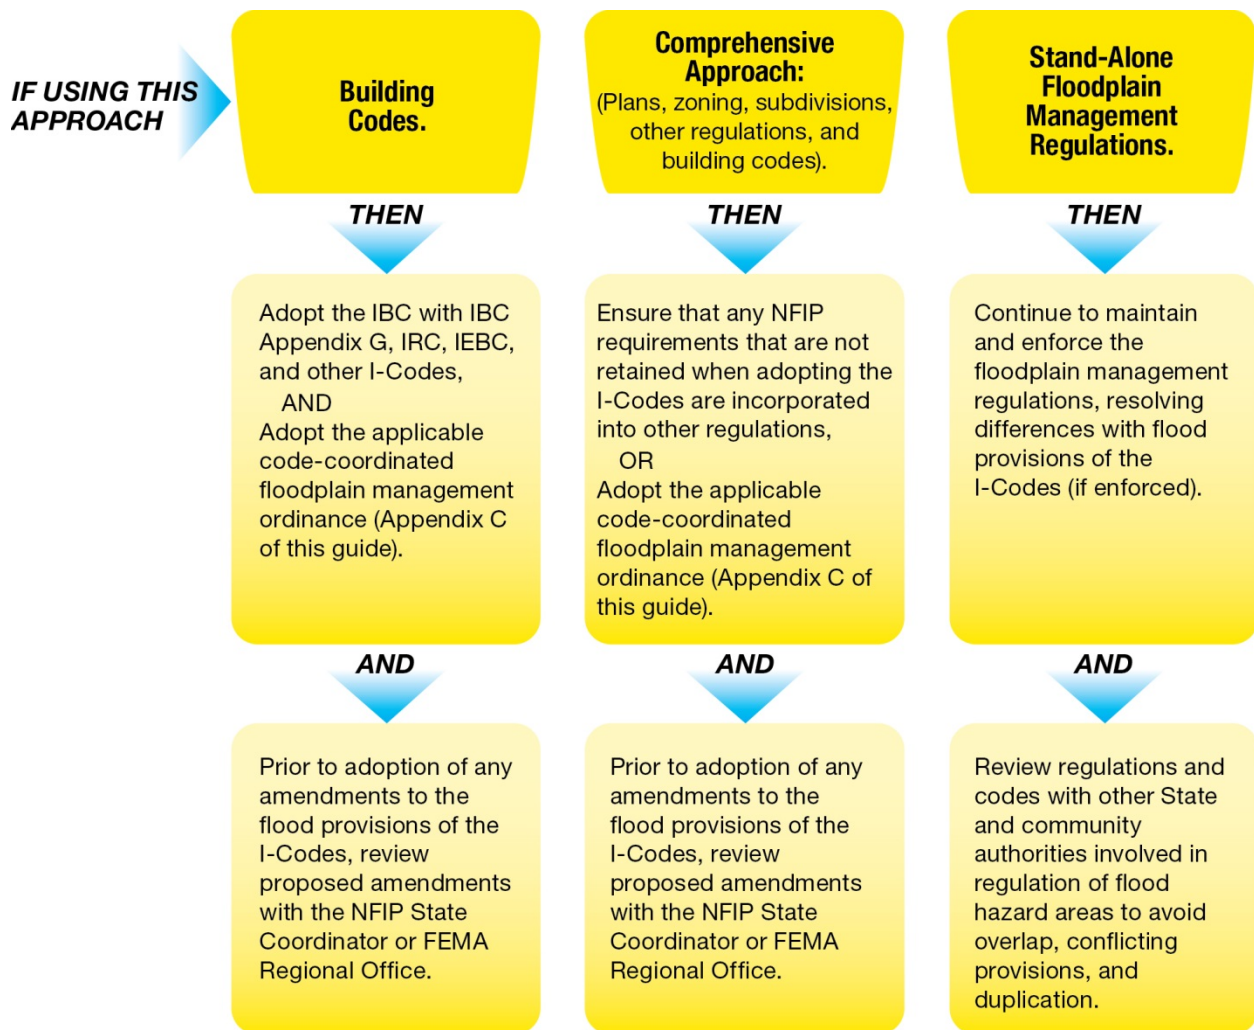 IF USING THIS
APPROACH
Building
Codes.
Comprehensive
Approach:
(Plans, zoning, subdivisions,
other regulations, and
building codes).
Stand-Alone
Floodplain
Management
Regulations.
THEN
THEN
THEN
Adopt the IBC with IBC
Appendix G, IRC, IEBC,
and other I-Codes,
AND
Adopt the applicable
code-coordinated
floodplain management
ordinance (Appendix C
of this guide).
Ensure that any NFIP
requirements that are not
retained when adopting the
I-Codes are incorporated
into other regulations,
OR
Adopt the applicable
code-coordinated
floodplain management
ordinance (Appendix C of
this guide).
Continue to maintain
and enforce the
floodplain management
regulations, resolving
differences with flood
provisions of the
I-Codes (if enforced).
AND
AND
AND
Prior to adoption of any
amendments to the
flood provisions of the
I-Codes, review
proposed amendments
with the NFIP State
Coordinator or FEMA
Regional Office.
Prior to adoption of any
amendments to the
flood provisions of the
I-Codes, review
proposed amendments
with the NFIP State
Coordinator or FEMA
Regional Office.
Review regulations and
codes with other State
and community
authorities involved in
regulation of flood
hazard areas to avoid
overlap, conflicting
provisions, and
duplication.